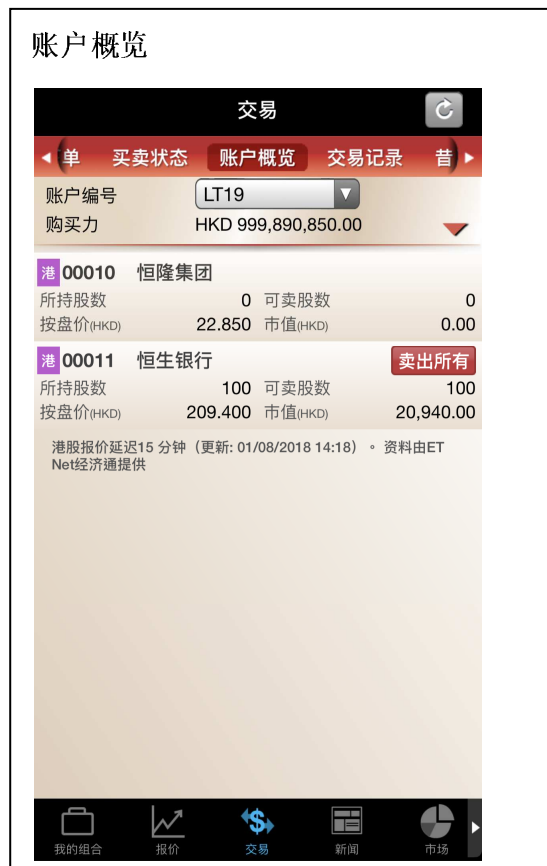 账户概览
交易
单 买卖状态 账户概览 交易记录 昔
账户编号 LT19
购买力 HKD 999,890,850.00
港 00010 恒隆集团
所持股数 0 可卖股数 0
按盘价(HKD) 22.850 市值(HKD) 0.00
港 00011 恒生银行 卖出所有
所持股数 100 可卖股数 100
按盘价(HKD) 209.400 市值(HKD) 20,940.00
港股报价延迟15 分钟（更新: 01/08/2018 14:18）。资料由ET
Net经济通提供
我的组合 报价 交易 新闻 市场